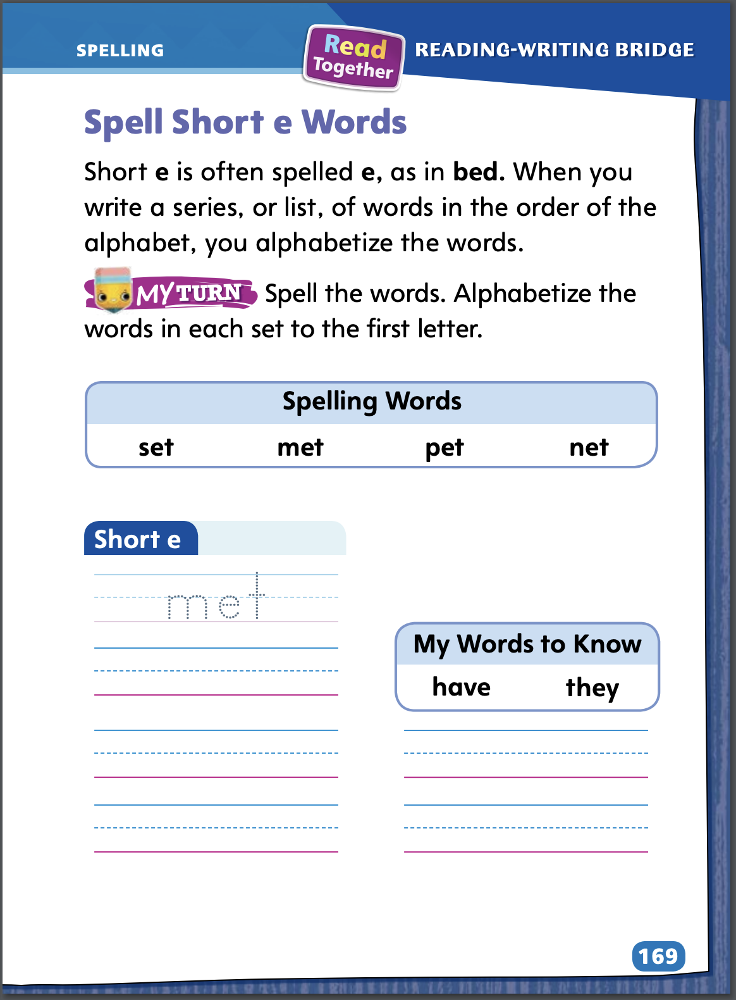 SPELLING
Read
Together
READING-WRITING BRIDGE
Spell Short e Words
Short e is often spelled e, as in bed. When you
write a series, or list, of words in the order of the
alphabet, you alphabetize the words.
MY TURN Spell the words. Alphabetize the
words in each set to the first letter.
Spelling Words
set met pet net
Short e
met
My Words to Know
have they
169